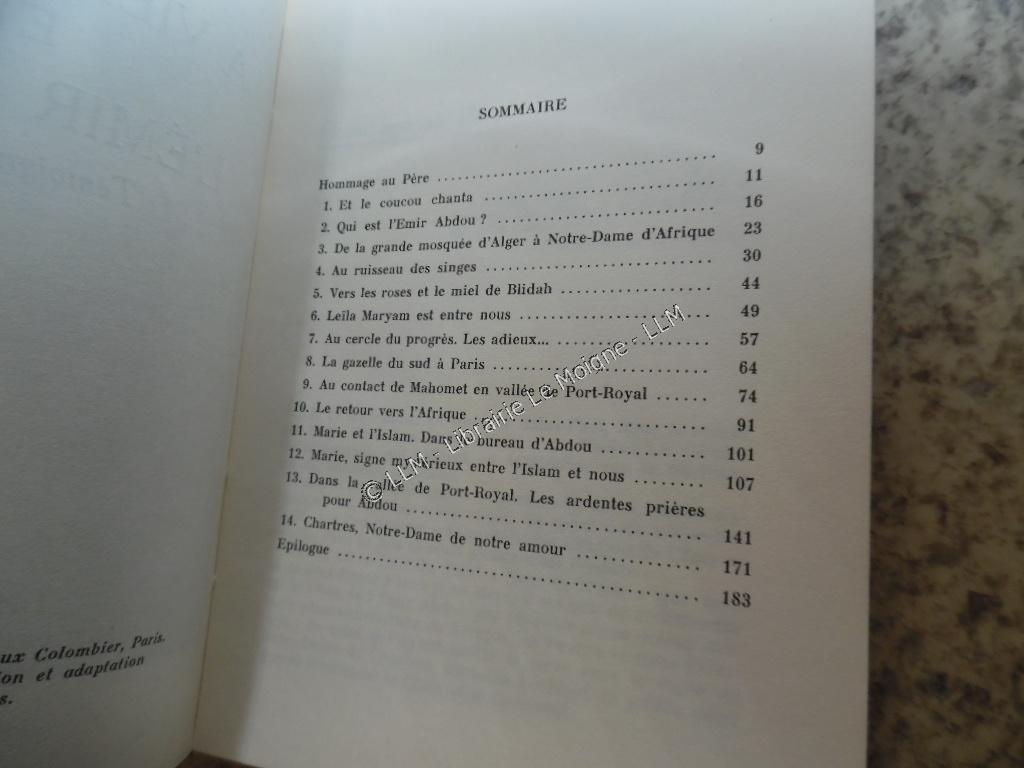 SOMMAIRE
Hommage au Père 9
1. Et le coucou chanta 11
2. Qui est l'Emir Abdou ? 16
3. De la grande mosquée d'Alger à Notre-Dame d'Afrique 23
4. Au ruisseau des singes 30
5. Vers les roses et le miel de Blidah 44
6. Leïla Maryam est entre nous 49
7. Au cercle du progrès. Les adieux... 57
8. La gazelle du sud à Paris 64
9. Au contact de Mahomet en vallée de Port-Royal 74
10. Le retour vers l'Afrique 91
11. Marie et l'Islam. Dans bureau d'Abdou 101
12. Marie, signe mystérieux entre l'Islam et nous 107
13. Dans la vallée de Port-Royal. Les ardentes prières
pour Abdou 141
14. Chartres, Notre-Dame de notre amour 171
Epilogue 183
ux Colombier, Paris.
ion et adaptation
s.
© LLM - Librairie Le Moigne - LLM